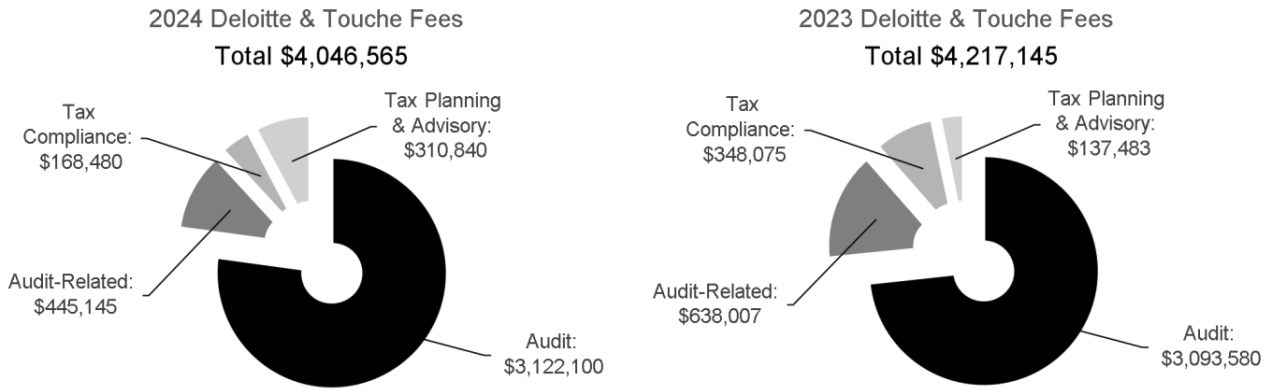 2024 Deloitte & Touche Fees
Total $4,046,565
Tax
Compliance:
$168,480
Tax Planning
& Advisory:
$310,840
Audit-Related:
$445,145
Audit:
$3,122,100
2023 Deloitte & Touche Fees
Total $4,217,145
Tax
Compliance:
$348,075
Tax Planning
& Advisory:
$137,483
Audit-Related:
$638,007
Audit:
$3,093,580